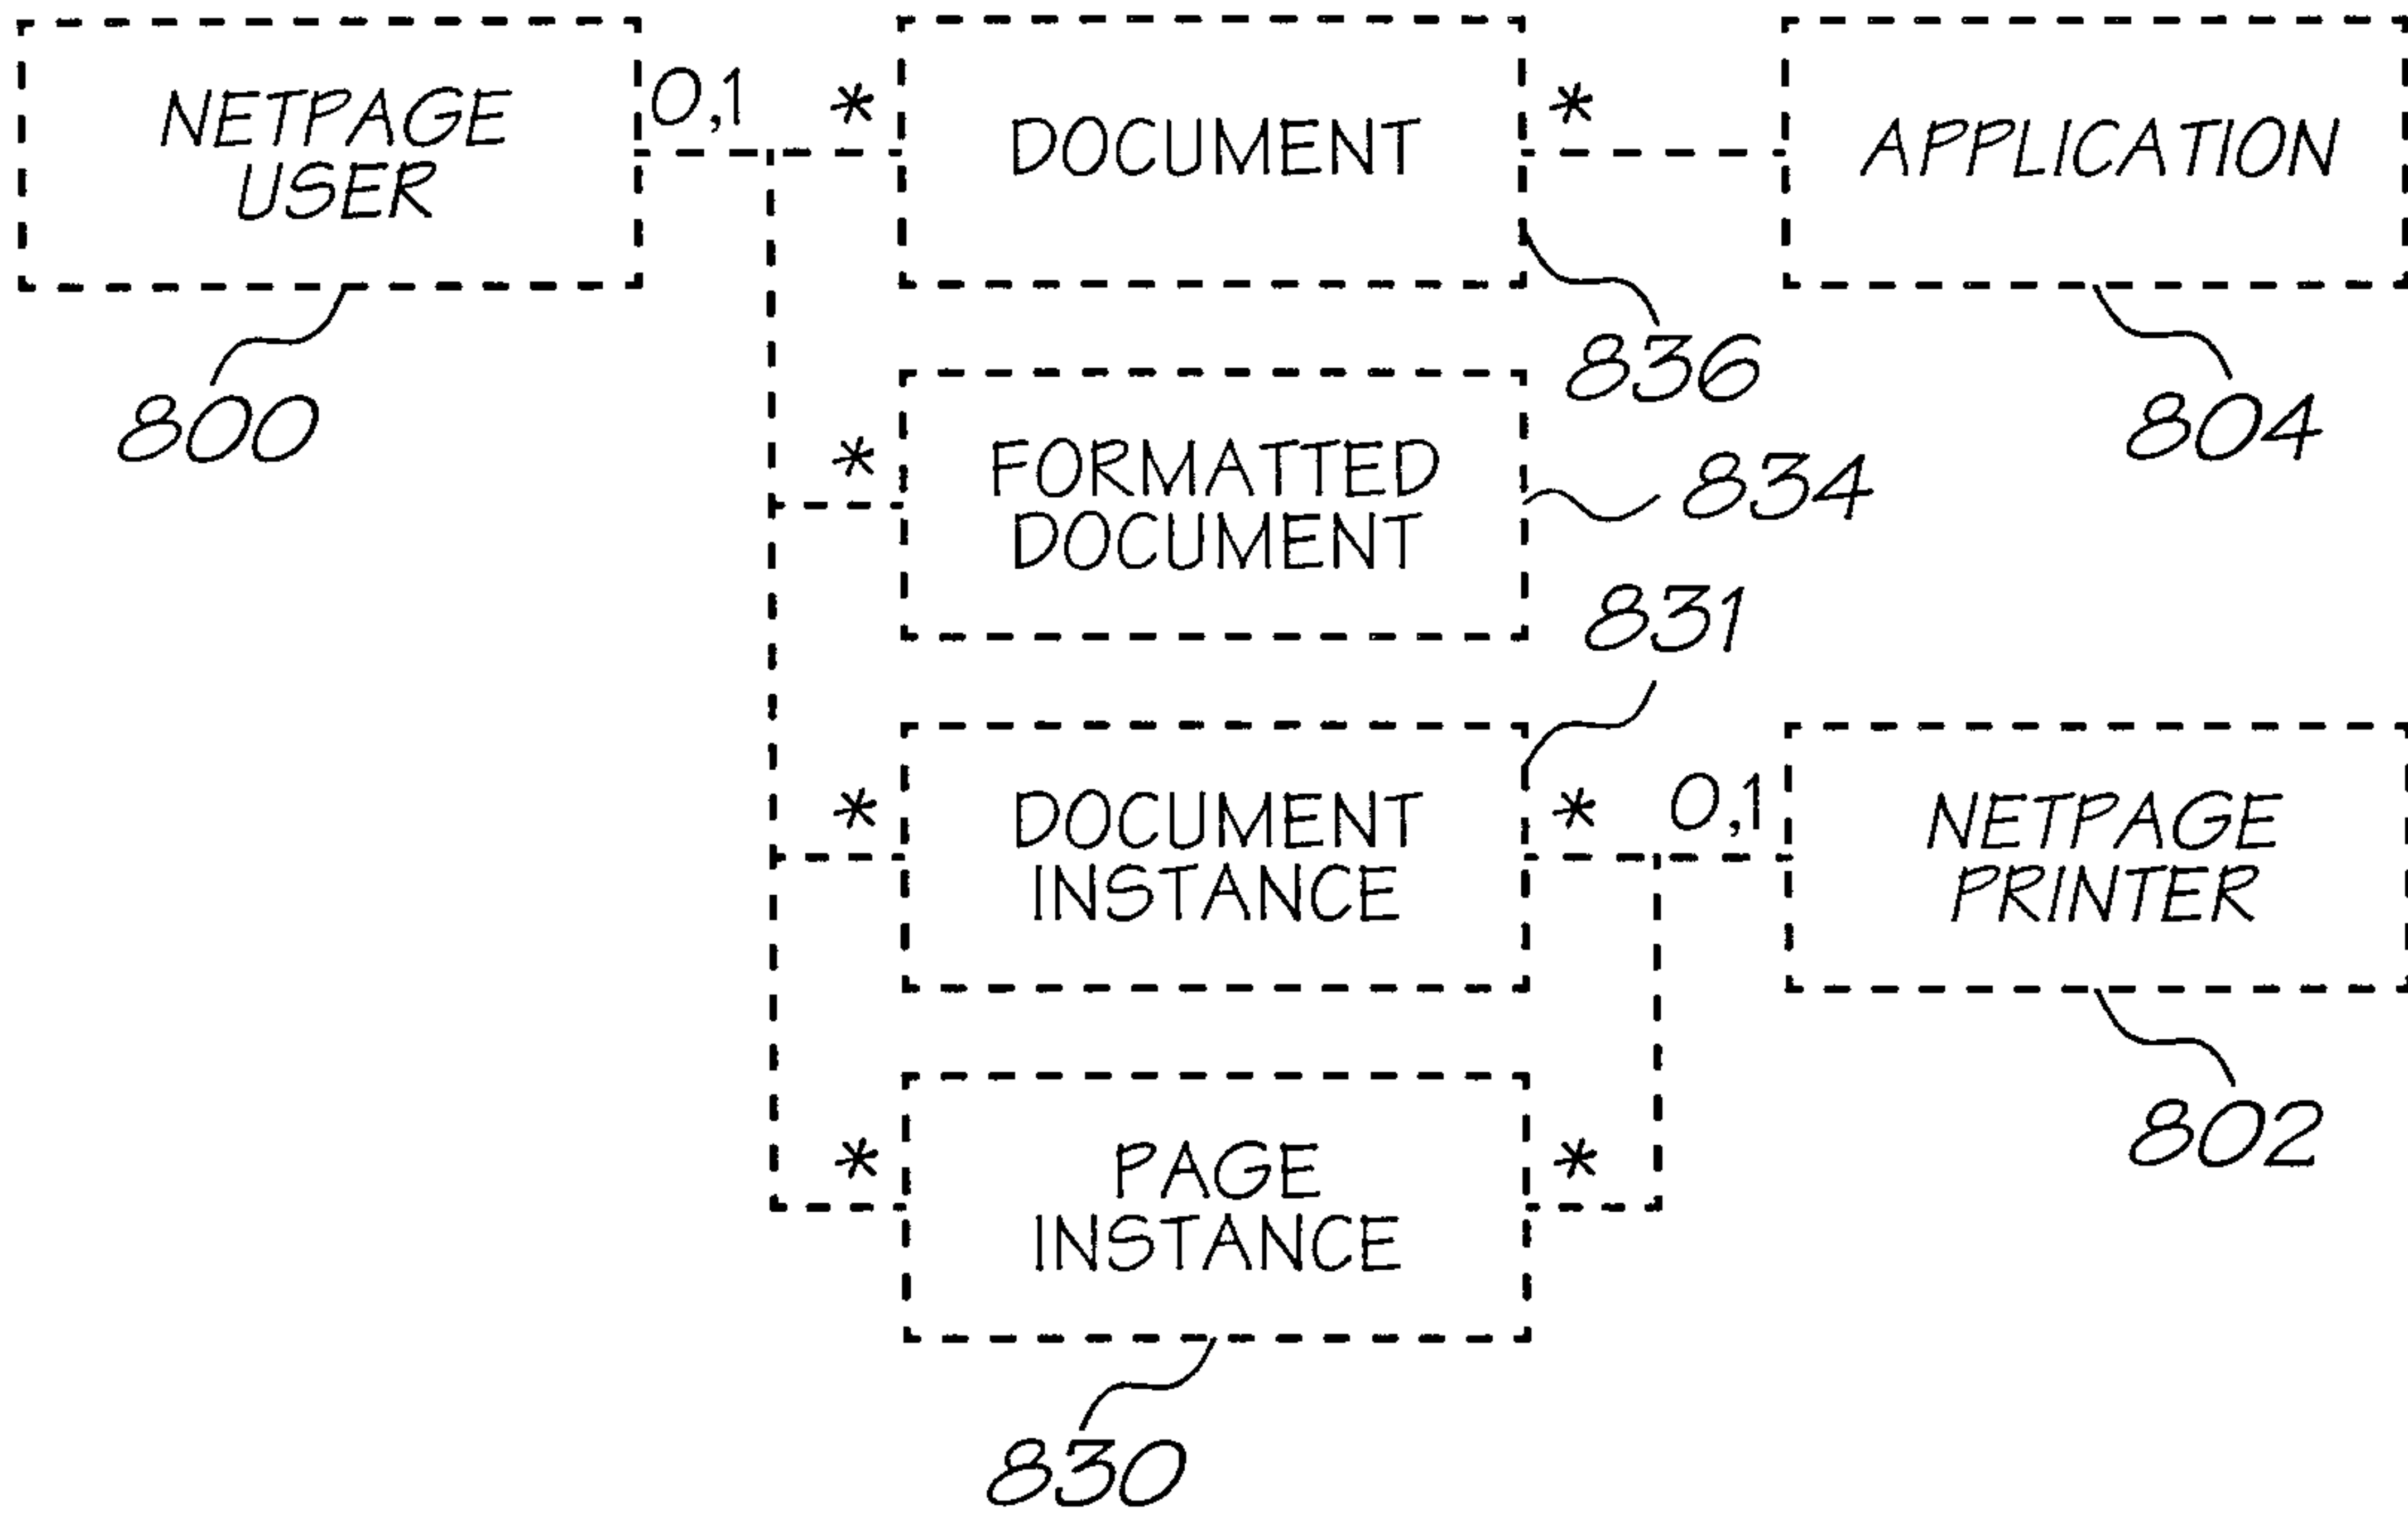 NETPAGE
USER
0,1
*
DOCUMENT
*
APPLICATION
800
836
804
*
FORMATTED
DOCUMENT
834
831
*
DOCUMENT
INSTANCE
*
0,1
NETPAGE
PRINTER
802
*
PAGE
INSTANCE
*
830